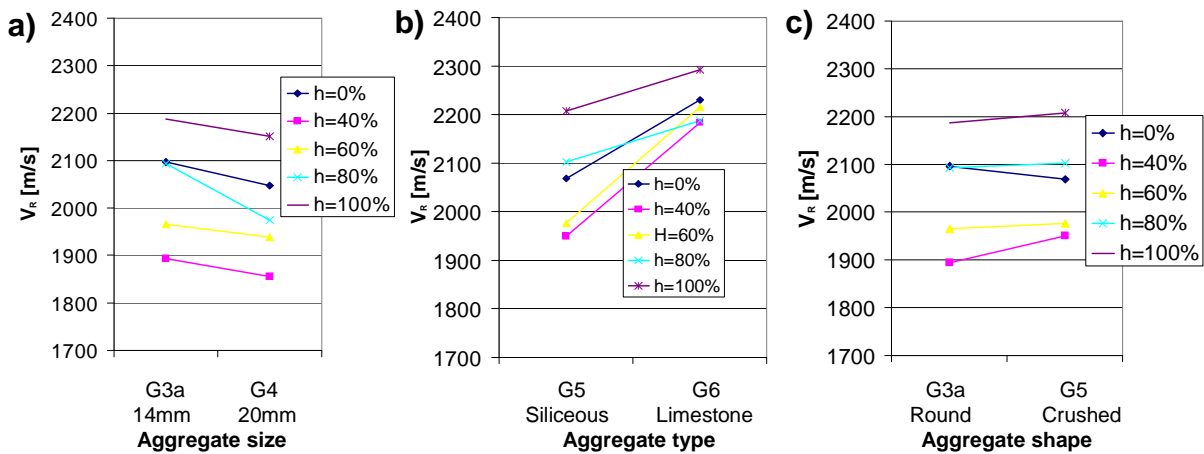 a)
2400
2300
2200
2100
2000
1900
1800
1700
VR [m/s]
h=0%
h=40%
h=60%
h=80%
h=100%
G3a G4
14mm 20mm
Aggregate size
b)
2400
2300
2200
2100
2000
1900
1800
1700
VR [m/s]
h=0%
h=40%
H=60%
h=80%
h=100%
G5 G6
Siliceous Limestone
Aggregate type
c)
2400
2300
2200
2100
2000
1900
1800
1700
VR [m/s]
h=0%
h=40%
h=60%
h=80%
h=100%
G3a G5
Round Crushed
Aggregate shape